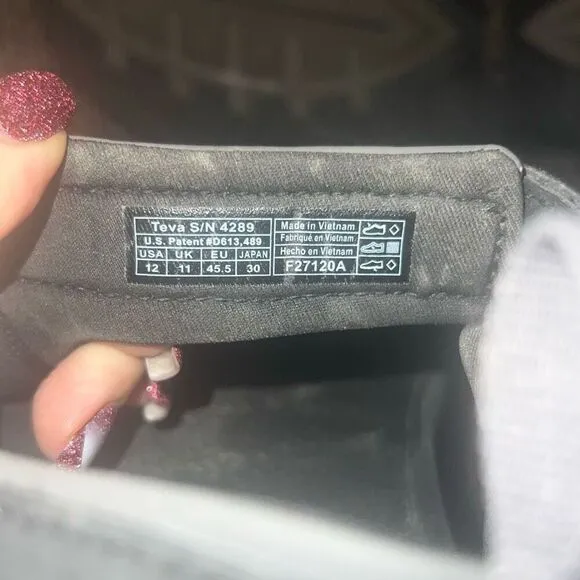 Teva S/N 4289
U.S. Patent #D613,489
USA UK EU JAPAN
12 11 45.5 30
Made in Vietnam
Fabriqué en Vietnam
Hecho en Vietnam
F27120A